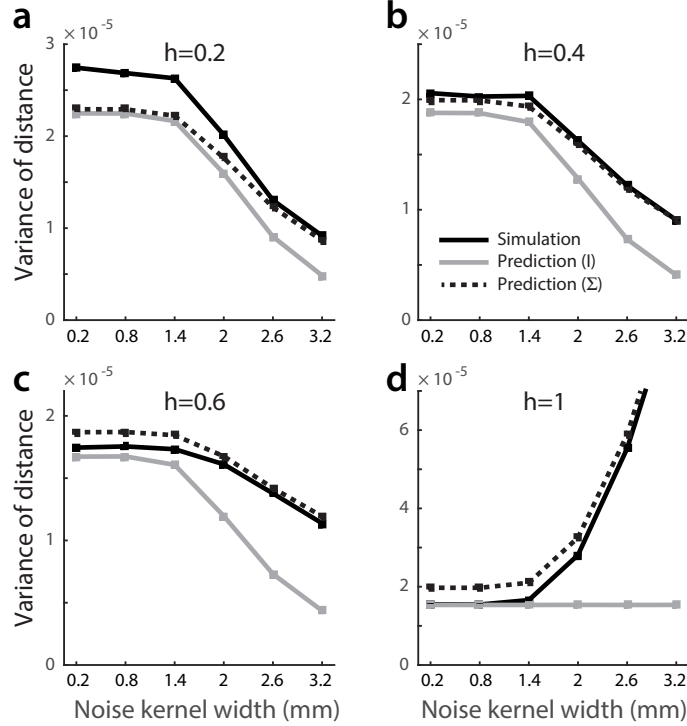 a
× 10 -5
h=0.2
3
2
1
0
Variance of distance
0.2 0.8 1.4 2 2.6 3.2
b
× 10 -5
h=0.4
2
1
0
Simulation
Prediction (I)
Prediction (Σ)
0.2 0.8 1.4 2 2.6 3.2
c
× 10 -5
h=0.6
2
1
0
Variance of distance
0.2 0.8 1.4 2 2.6 3.2
Noise kernel width (mm)
d
× 10 -5
h=1
6
4
2
0
0.2 0.8 1.4 2 2.6 3.2
Noise kernel width (mm)